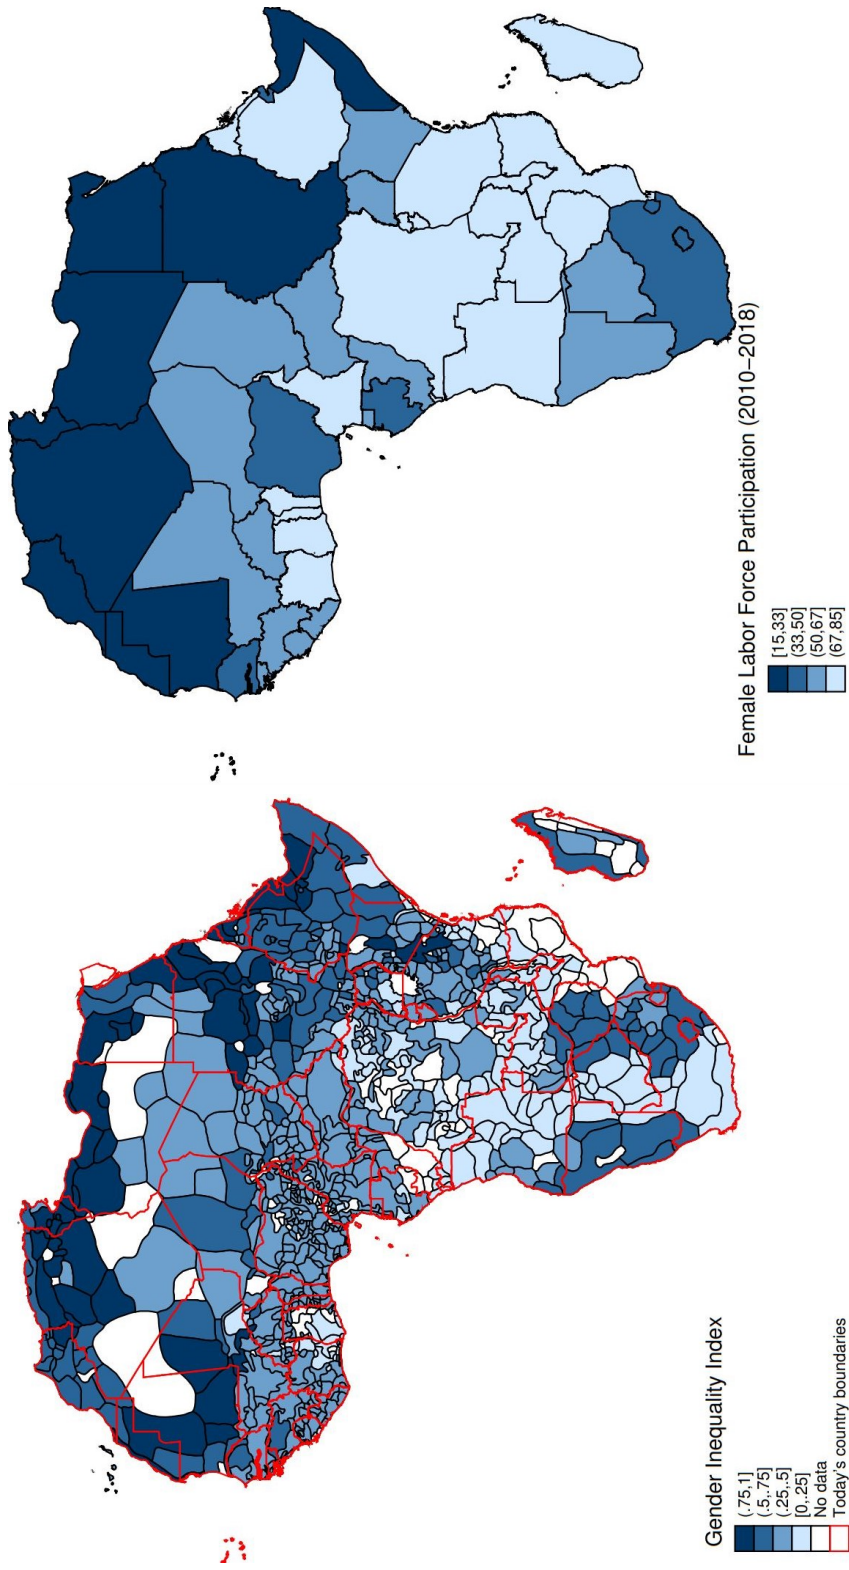 Gender Inequality Index
(.75,1]
(.5,.75]
(.25,.5]
[0,.25]
No data
Today's country boundaries
Female Labor Force Participation (2010–2018)
[15,33]
(33,50]
(50,67]
(67,85]